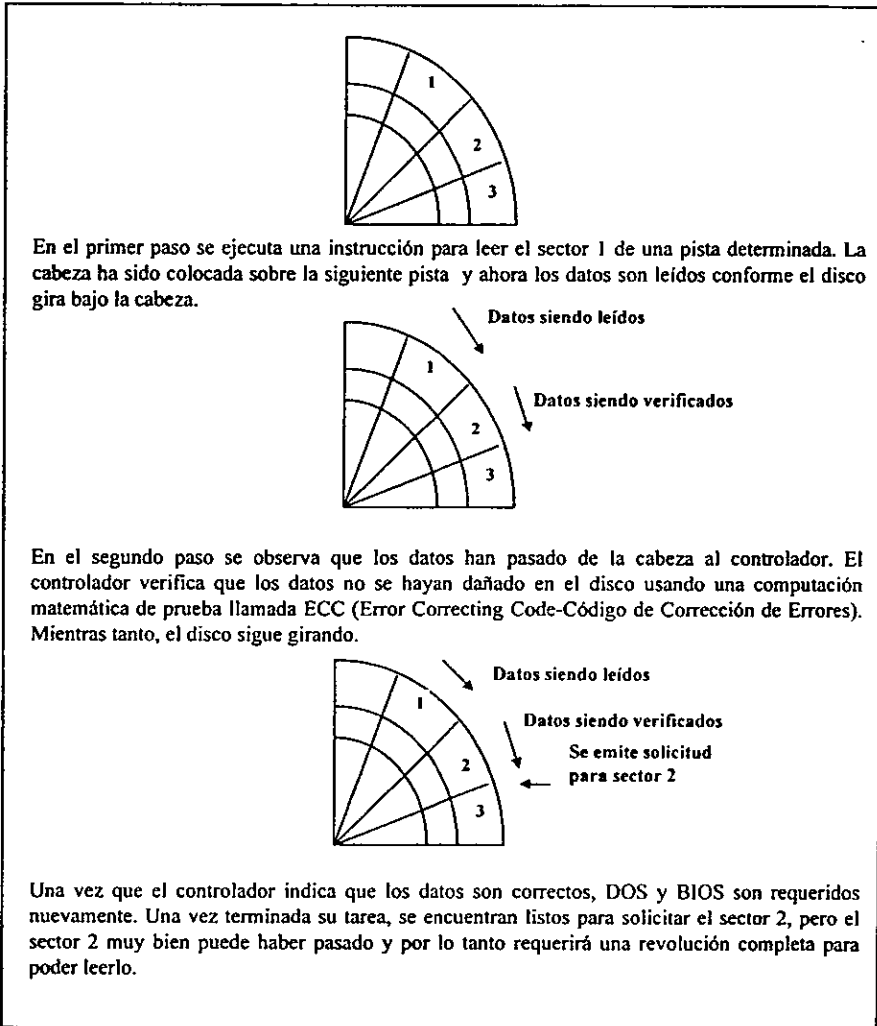 1
2
3
En el primer paso se ejecuta una instrucción para leer el sector 1 de una pista determinada. La
cabeza ha sido colocada sobre la siguiente pista y ahora los datos son leídos conforme el disco
gira bajo la cabeza.
Datos siendo leídos
1
Datos siendo verificados
2
3
En el segundo paso se observa que los datos han pasado de la cabeza al controlador. El
controlador verifica que los datos no se hayan dañado en el disco usando una computación
matemática de prueba llamada ECC (Error Correcting Code-Código de Corrección de Errores).
Mientras tanto, el disco sigue girando.
Datos siendo leídos
1
Datos siendo verificados
Se emite solicitud
2
para sector 2
3
Una vez que el controlador indica que los datos son correctos, DOS y BIOS son requeridos
nuevamente. Una vez terminada su tarea, se encuentran listos para solicitar el sector 2, pero el
sector 2 muy bien puede haber pasado y por lo tanto requerirá una revolución completa para
poder leerlo.